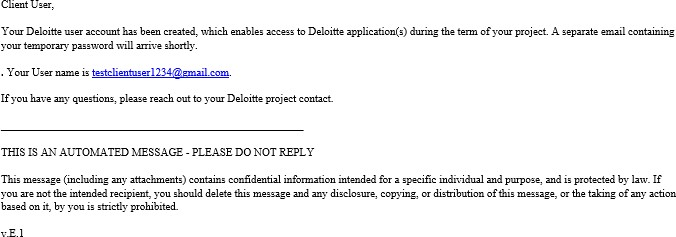 Client User,
Your Deloitte user account has been created, which enables access to Deloitte application(s) during the term of your project. A separate email containing
your temporary password will arrive shortly.
. Your User name is testclientuser1234@gmail.com.
If you have any questions, please reach out to your Deloitte project contact.
THIS IS AN AUTOMATED MESSAGE - PLEASE DO NOT REPLY
This message (including any attachments) contains confidential information intended for a specific individual and purpose, and is protected by law. If
you are not the intended recipient, you should delete this message and any disclosure, copying, or distribution of this message, or the taking of any action
based on it, by you is strictly prohibited.
v.E.1